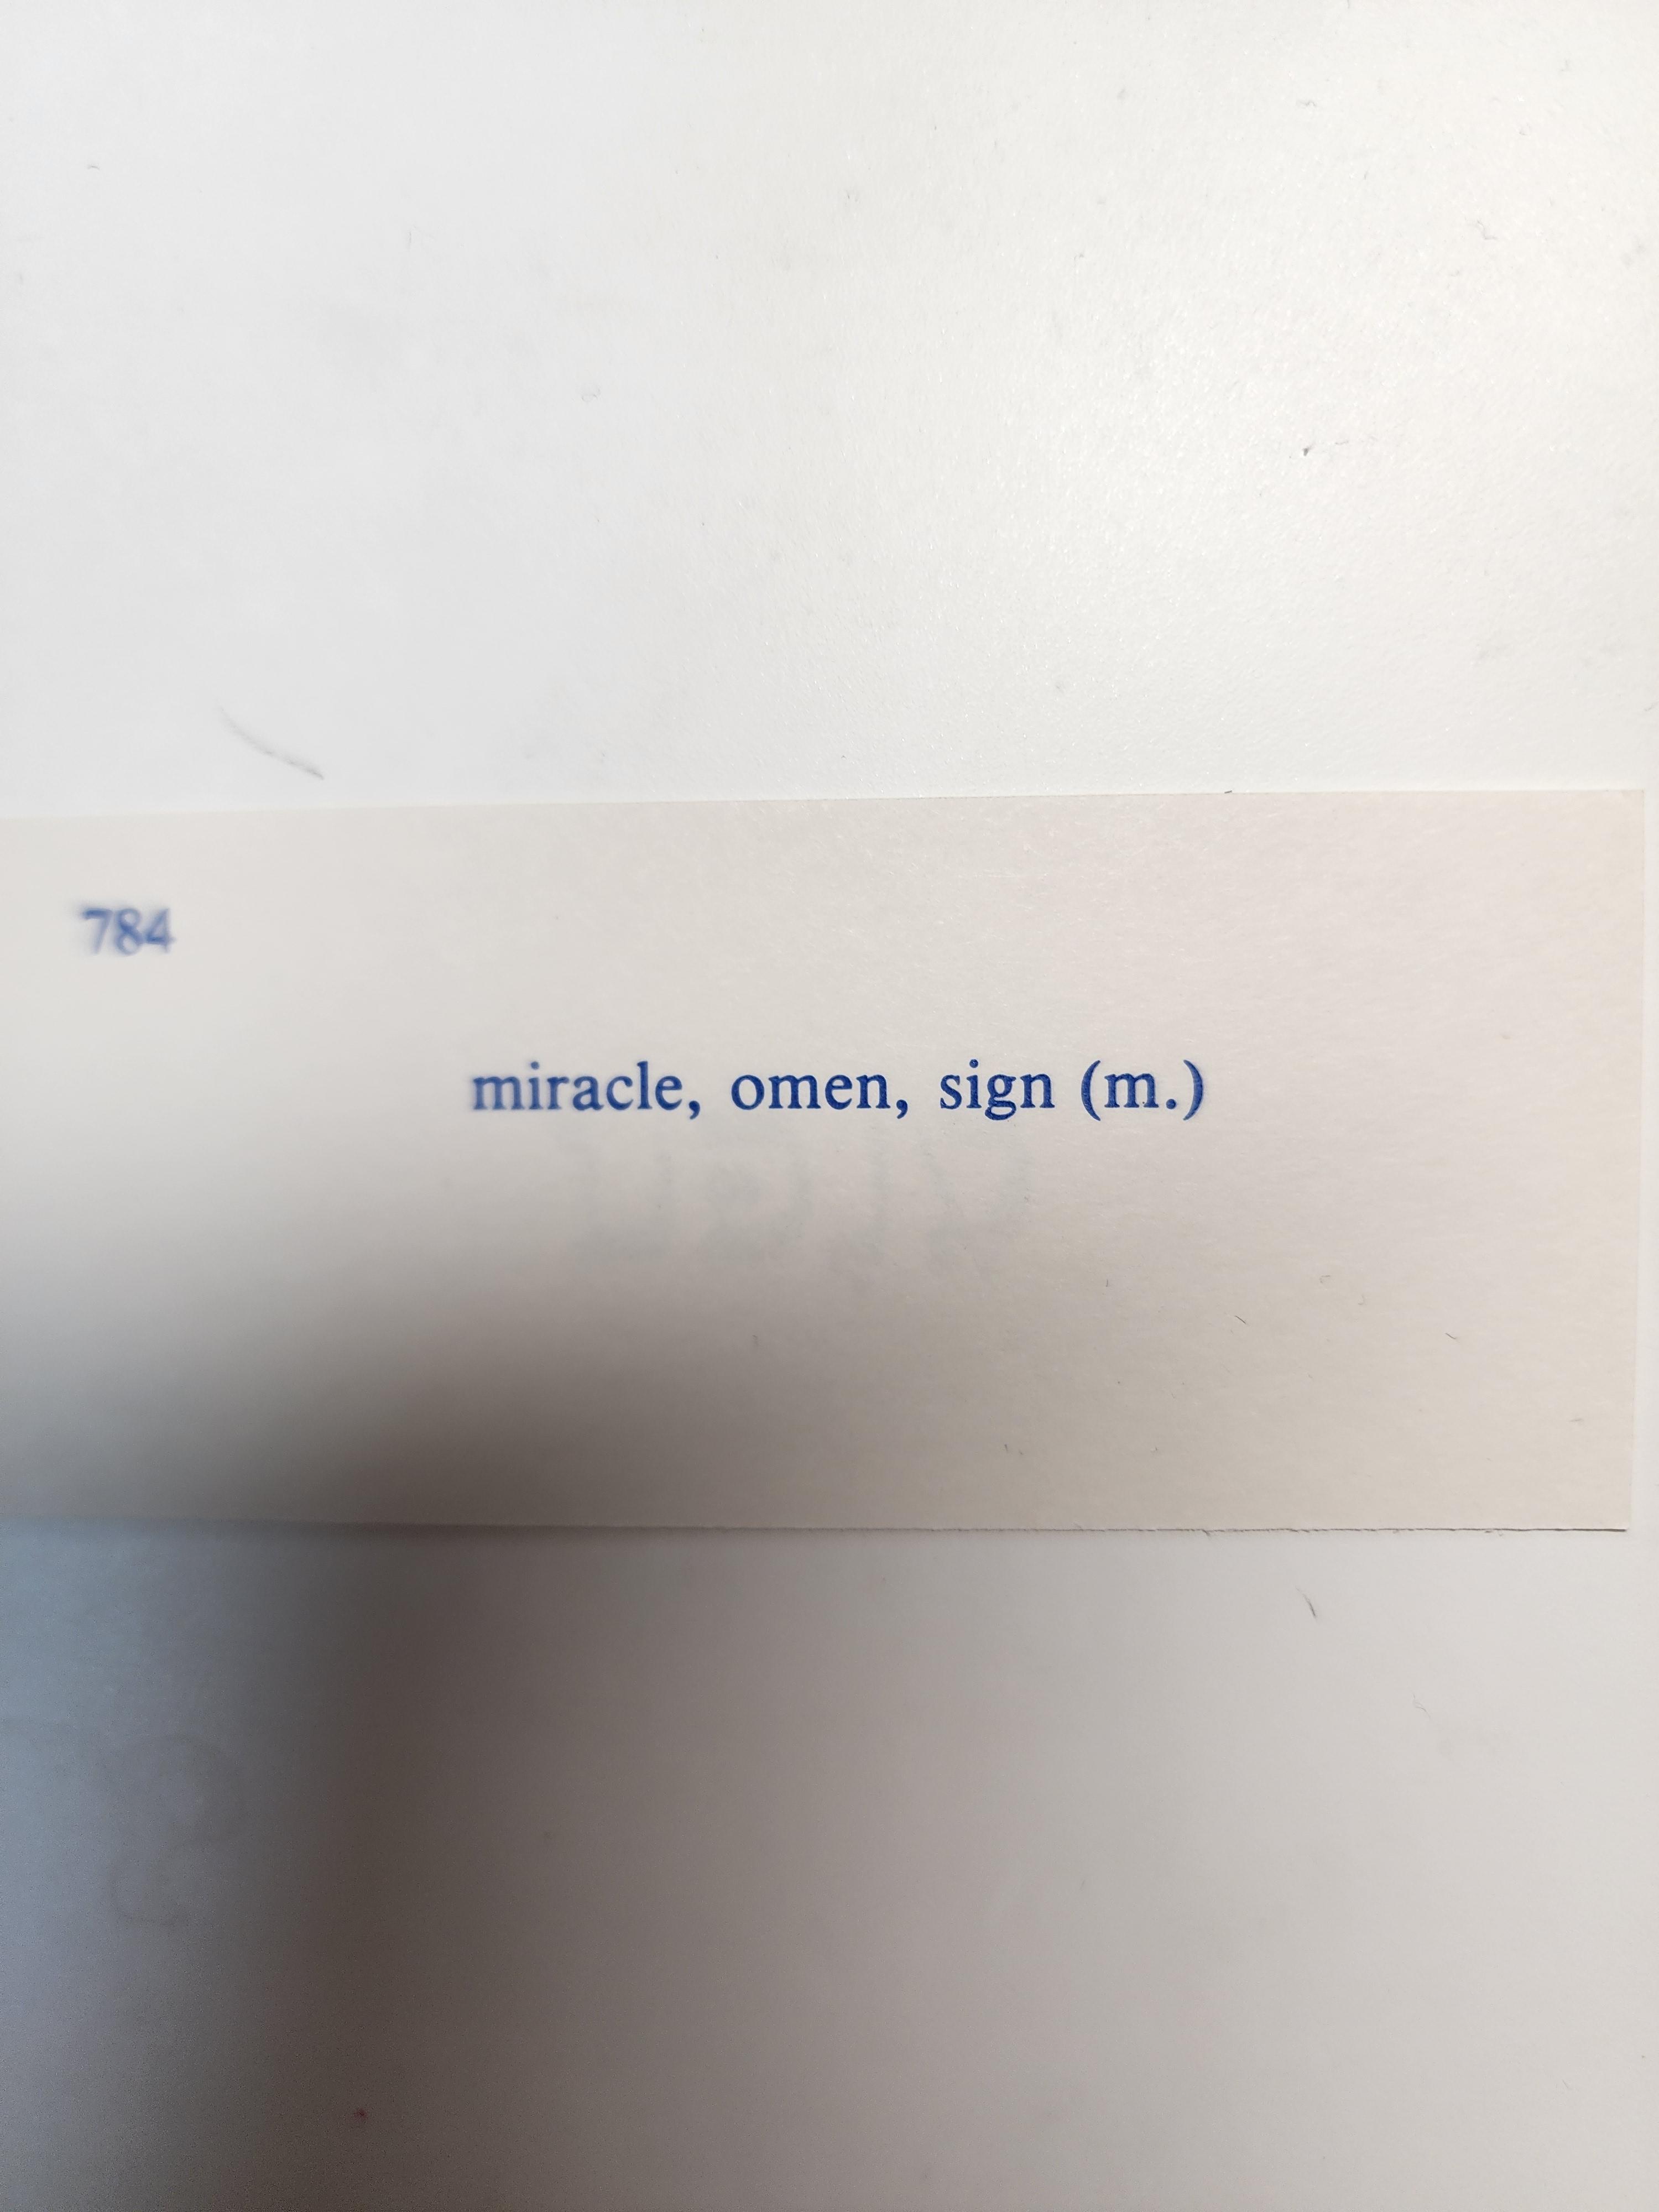 784
miracle, omen, sign (m.)